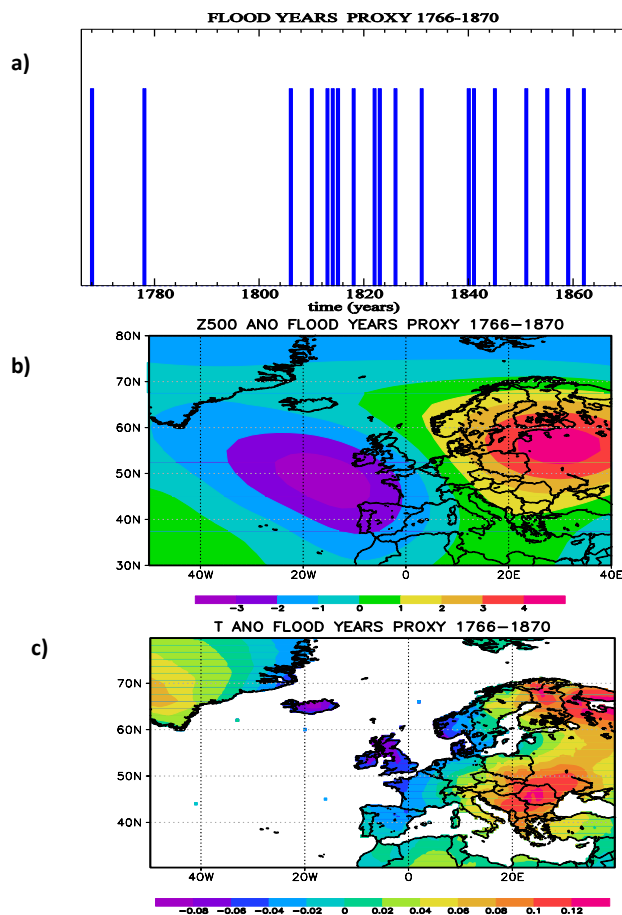 FLOOD YEARS PROXY 1766-1870
a)
1780 1800 1820 1840 1860
time (years)
b)
Z500 ANO FLOOD YEARS PROXY 1766-1870
80N
70N
60N
50N
40N
30N
40W 20W 0 20E 40E
-3 -2 -1 0 1 2 3 4
c)
T ANO FLOOD YEARS PROXY 1766-1870
70N
60N
50N
40N
40W 20W 0 20E
-0.08 -0.06 -0.04 -0.02 0 0.02 0.04 0.06 0.08 0.1 0.12